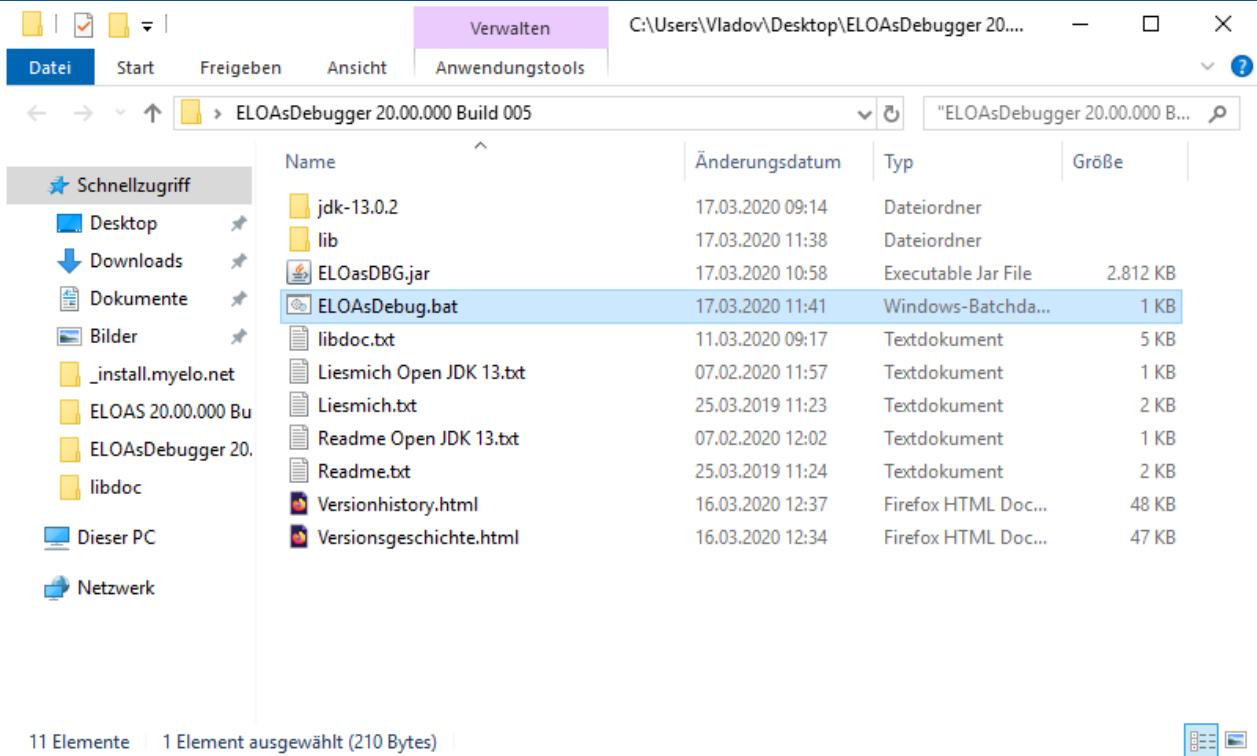 Verwalten C:\Users\Vladov\Desktop\ELOAsDebugger 20....
Datei Start Freigeben Ansicht Anwendungstools
ELOAsDebugger 20.00.000 Build 005 "ELOAsDebugger 20.00.000 B...
Name Änderungsdatum Typ Größe
Schnellzugriff
Desktop
Downloads
Dokumente
Bilder
_install.myelo.net
ELOAS 20.00.000 Bu
ELOAsDebugger 20.
libdoc
Dieser PC
Netzwerk
jdk-13.0.2 17.03.2020 09:14 Dateiordner
lib 17.03.2020 11:38 Dateiordner
ELOasDBG.jar 17.03.2020 10:58 Executable Jar File 2.812 KB
ELOAsDebug.bat 17.03.2020 11:41 Windows-Batchda... 1 KB
libdoc.txt 11.03.2020 09:17 Textdokument 5 KB
Liesmich Open JDK 13.txt 07.02.2020 11:57 Textdokument 1 KB
Liesmich.txt 25.03.2019 11:23 Textdokument 2 KB
Readme Open JDK 13.txt 07.02.2020 12:02 Textdokument 1 KB
Readme.txt 25.03.2019 11:24 Textdokument 2 KB
Versionhistory.html 16.03.2020 12:37 Firefox HTML Doc... 48 KB
Versionsgeschichte.html 16.03.2020 12:34 Firefox HTML Doc... 47 KB
11 Elemente 1 Element ausgewählt (210 Bytes)